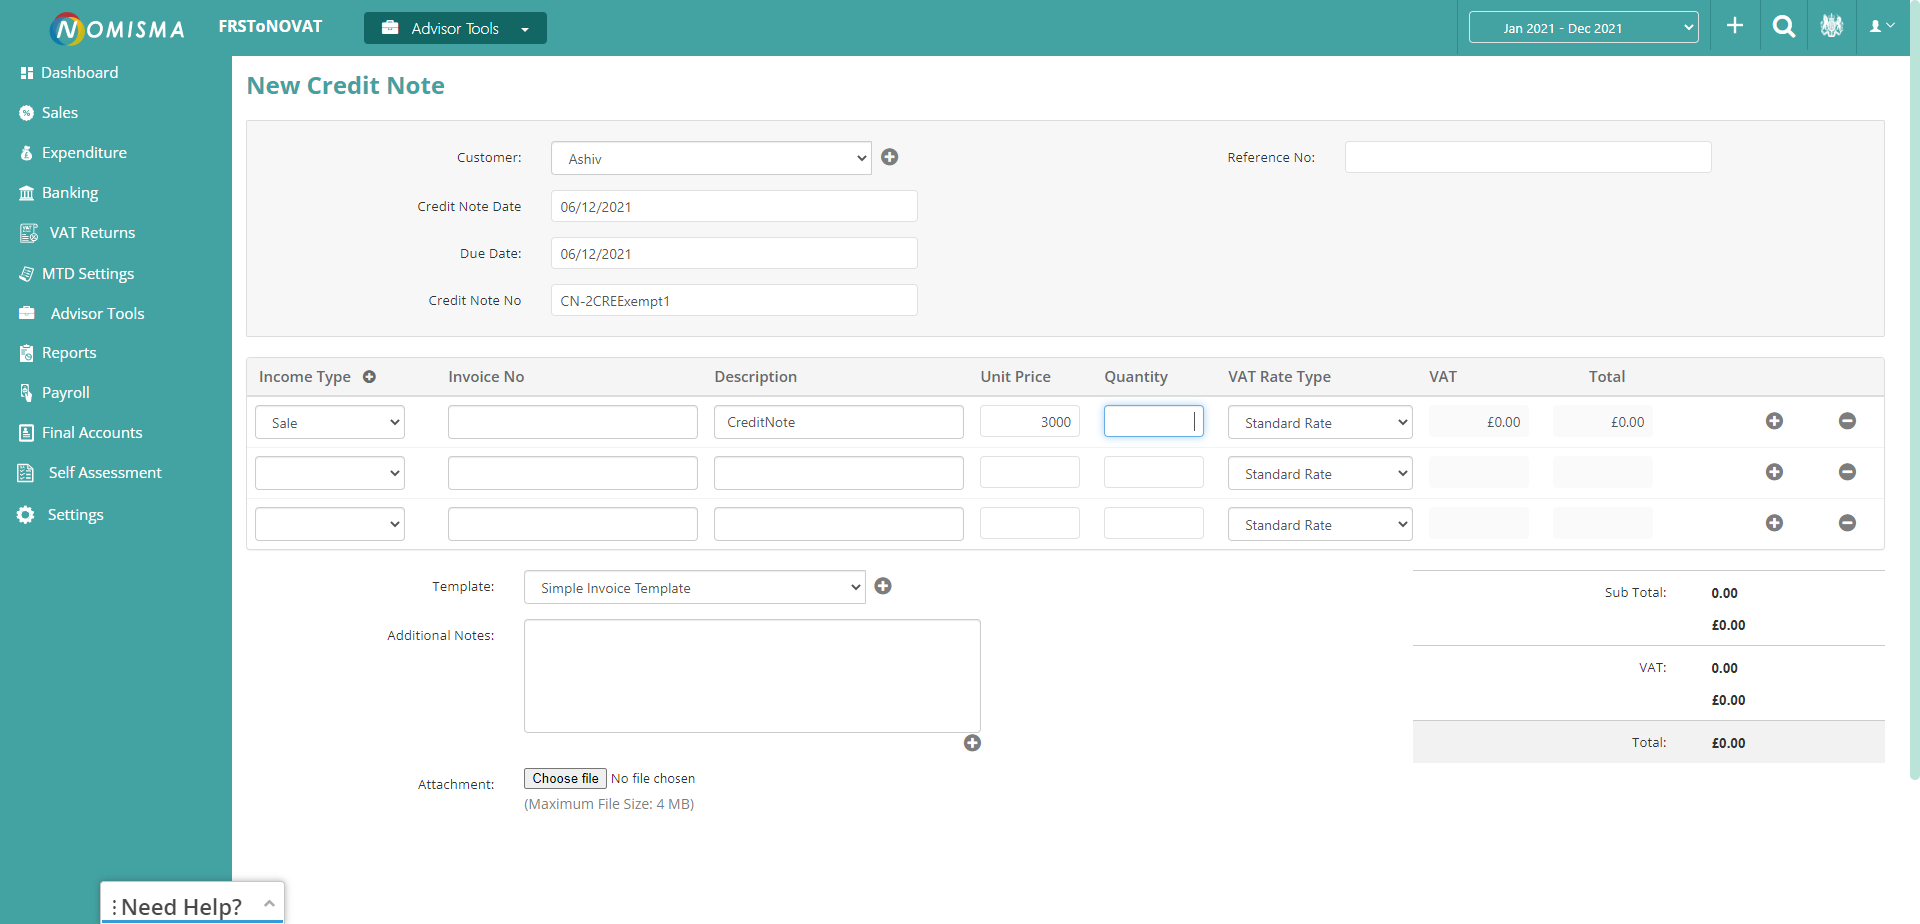 NOMISMA
FRSToNOVAT
Advisor Tools
Jan 2021 - Dec 2021
Dashboard
Sales
Expenditure
Banking
VAT Returns
MTD Settings
Advisor Tools
Reports
Payroll
Final Accounts
Self Assessment
Settings
New Credit Note
Customer: Ashiv
Reference No:
Credit Note Date 06/12/2021
Due Date: 06/12/2021
Credit Note No CN-2CREExempt1
Income Type Invoice No Description Unit Price Quantity VAT Rate Type VAT Total
Sale CreditNote 3000 Standard Rate £0.00 £0.00
Standard Rate
Standard Rate
Template: Simple Invoice Template
Additional Notes:
Attachment: Choose file No file chosen
(Maximum File Size: 4 MB)
Sub Total: 0.00
£0.00
VAT: 0.00
£0.00
Total: £0.00
Need Help?